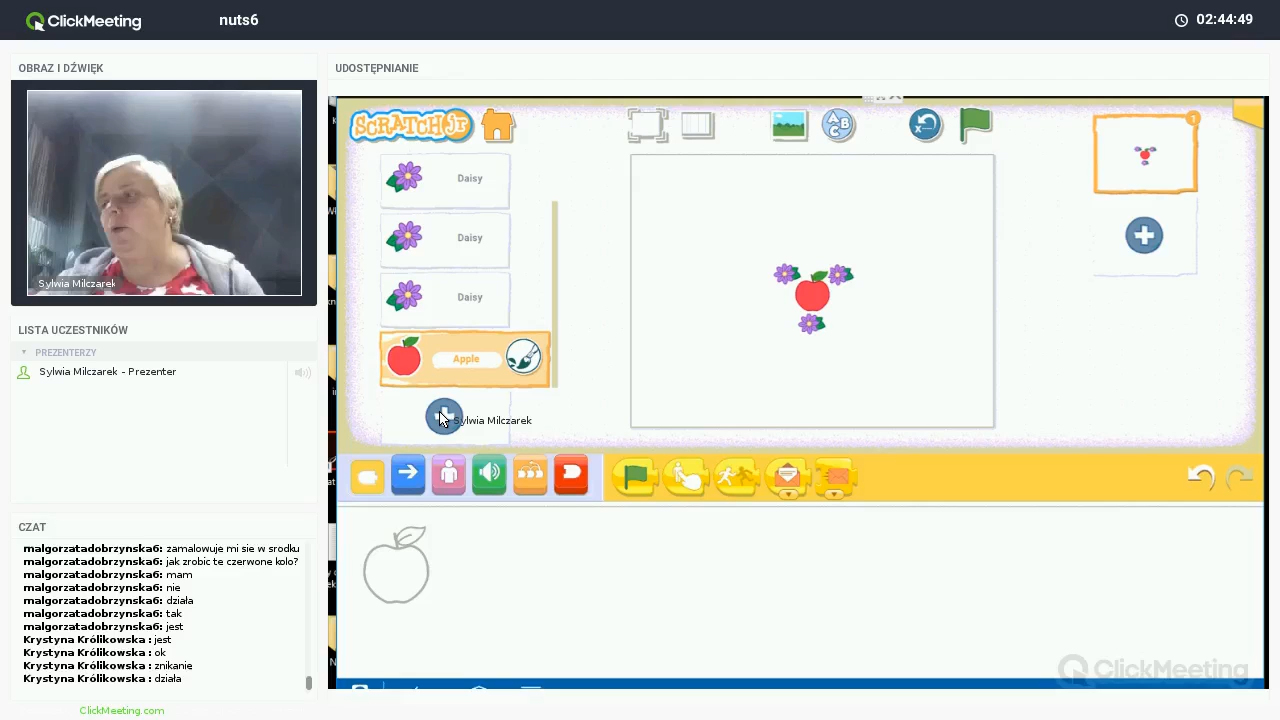 ClickMeeting
nuts6
02:44:49
OBRAZ I DŹWIĘK
UDOSTĘPNIANIE
Sylwia Milczarek
LISTA UCZESTNIKÓW
PREZENTERZY
Sylwia Milczarek - Prezenter
CZAT
malgorzatadobrzynska6: zamalowuje mi sie w srodku
malgorzatadobrzynska6: jak zrobic te czerwone kolo?
malgorzatadobrzynska6: mam
malgorzatadobrzynska6: nie
malgorzatadobrzynska6: działa
malgorzatadobrzynska6: tak
malgorzatadobrzynska6: jest
Krystyna Królikowska : jest
Krystyna Królikowska : ok
Krystyna Królikowska : znikanie
Krystyna Królikowska : działa
ClickMeeting.com
SCRATCH jr
A B C
x
1
Daisy
Daisy
Daisy
Apple
Sylwia Milczarek
ClickMeeting